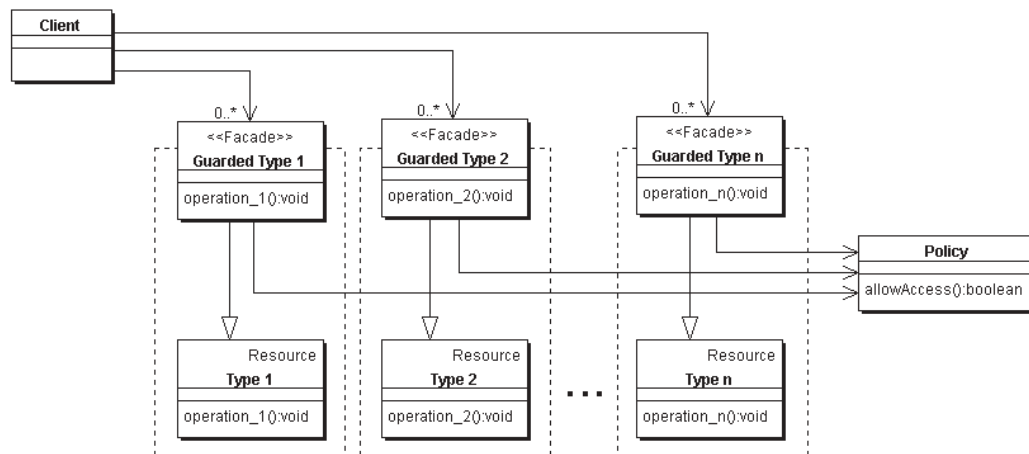 Client
0..*
0..*
0..*
<<Facade>>
Guarded Type 1
operation_1():void
<<Facade>>
Guarded Type 2
operation_2():void
<<Facade>>
Guarded Type n
operation_n():void
Policy
allowAccess():boolean
Resource
Type 1
operation_1():void
Resource
Type 2
operation_2():void
...
Resource
Type n
operation_n():void